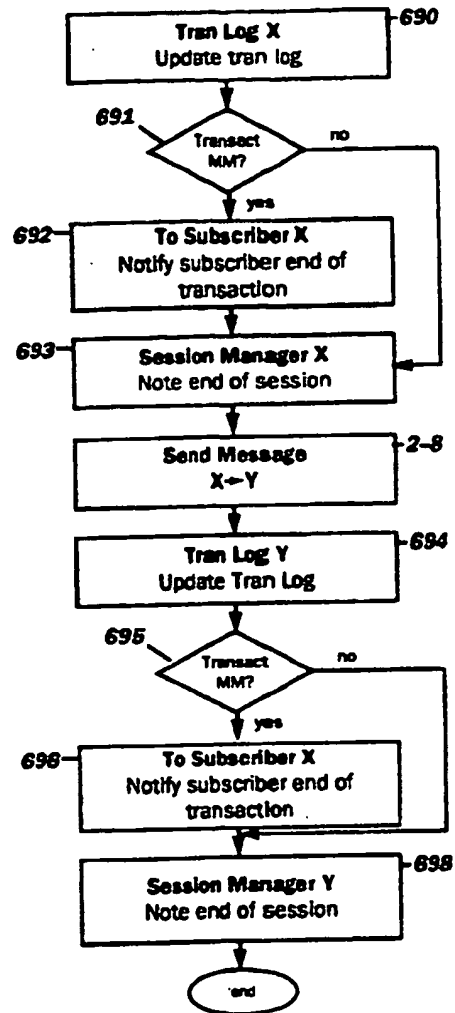 690
Tran Log X
Update tran log
691
Transact
MM?
no
yes
692
To Subscriber X
Notify subscriber end of
transaction
693
Session Manager X
Note end of session
Send Message
X→Y
2-8
694
Tran Log Y
Update Tran Log
695
Transact
MM?
no
yes
696
To Subscriber X
Notify subscriber end of
transaction
698
Session Manager Y
Note end of session
end